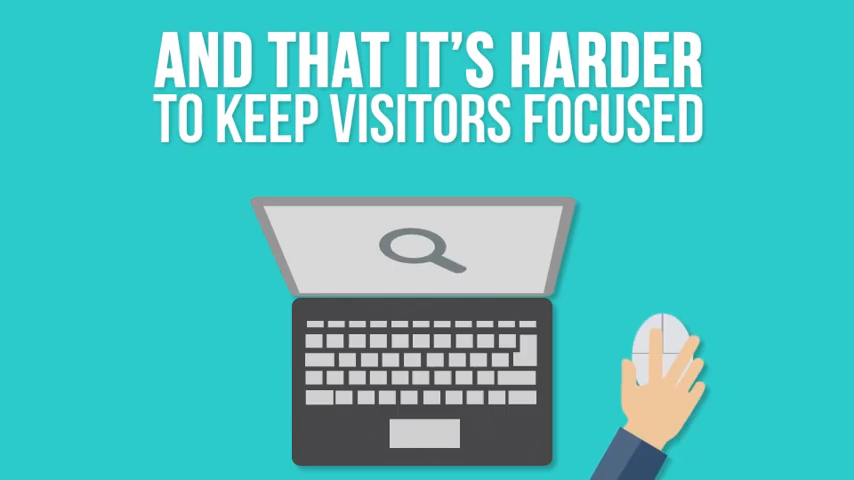 AND THAT IT'S HARDER
TO KEEP VISITORS FOCUSED